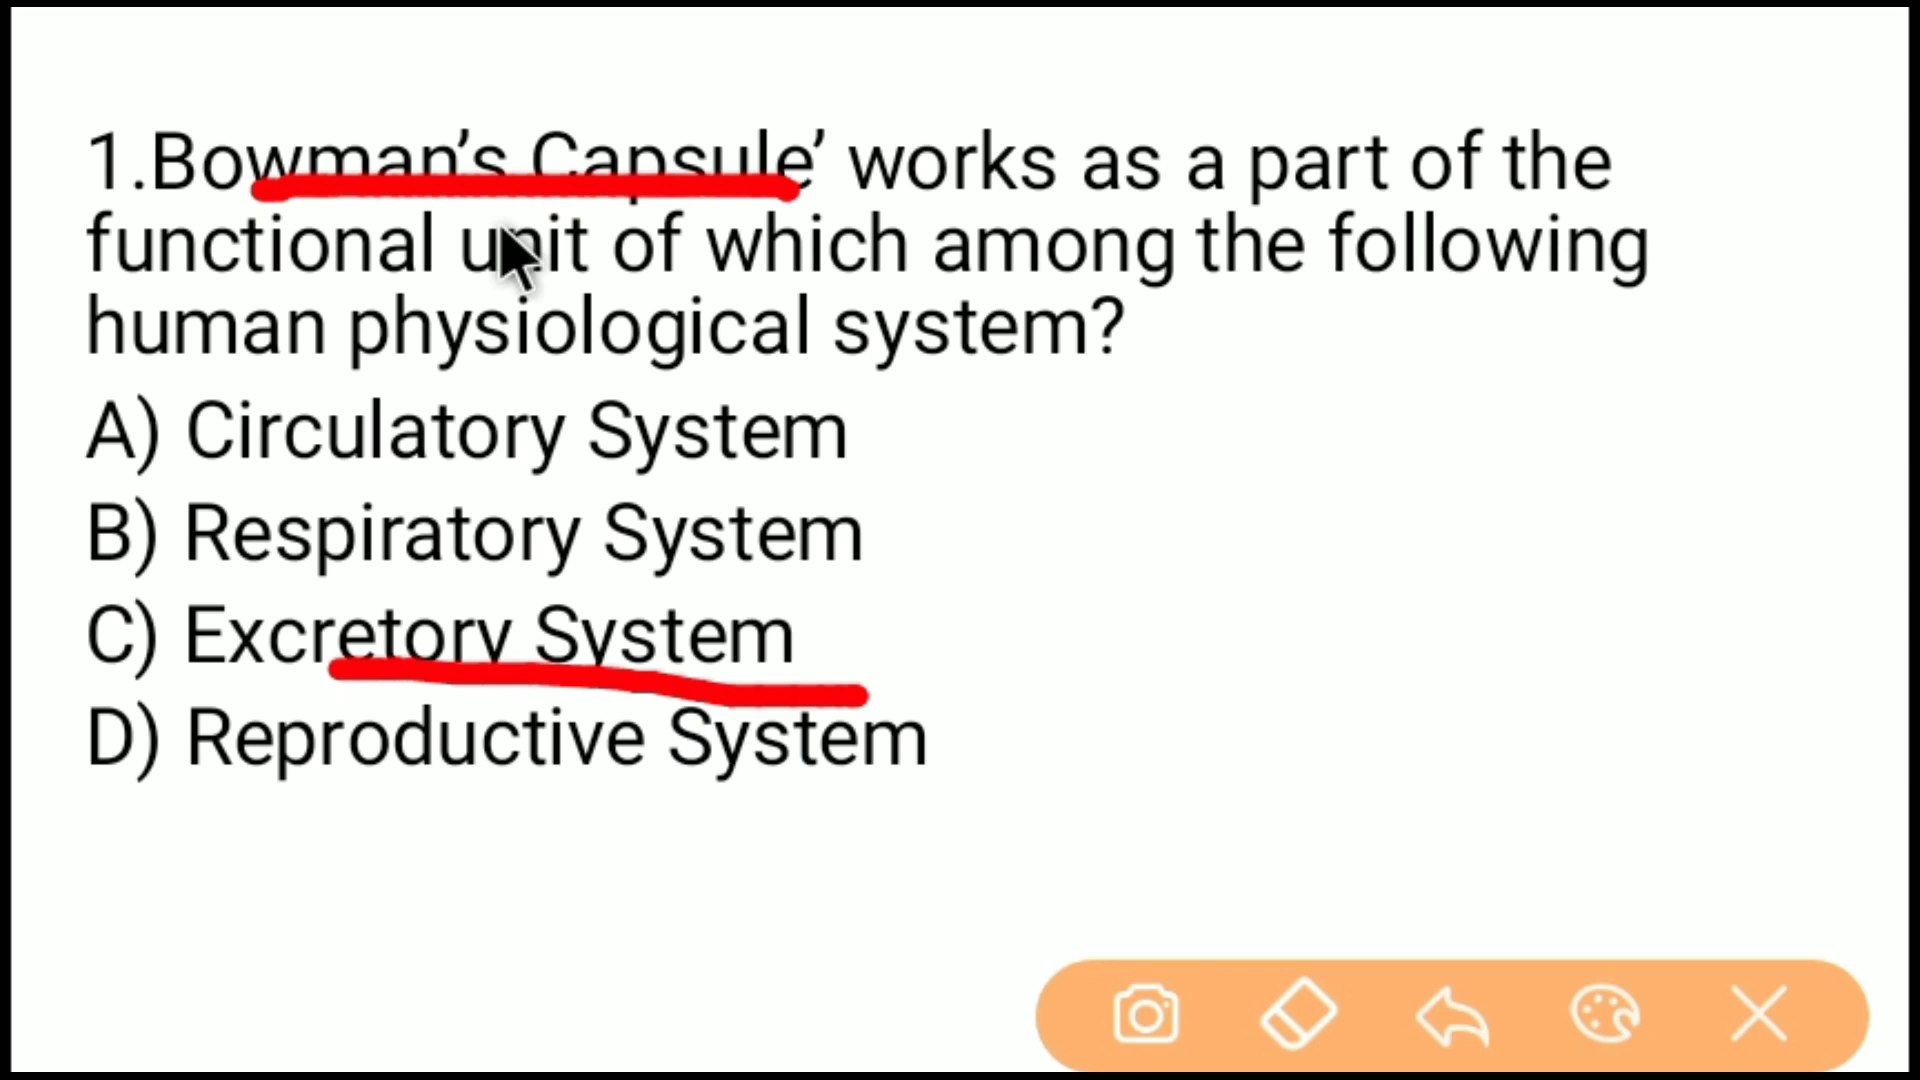 1.Bowman’s Capsule’ works as a part of the
functional unit of which among the following
human physiological system?
A) Circulatory System
B) Respiratory System
C) Excretory System
D) Reproductive System